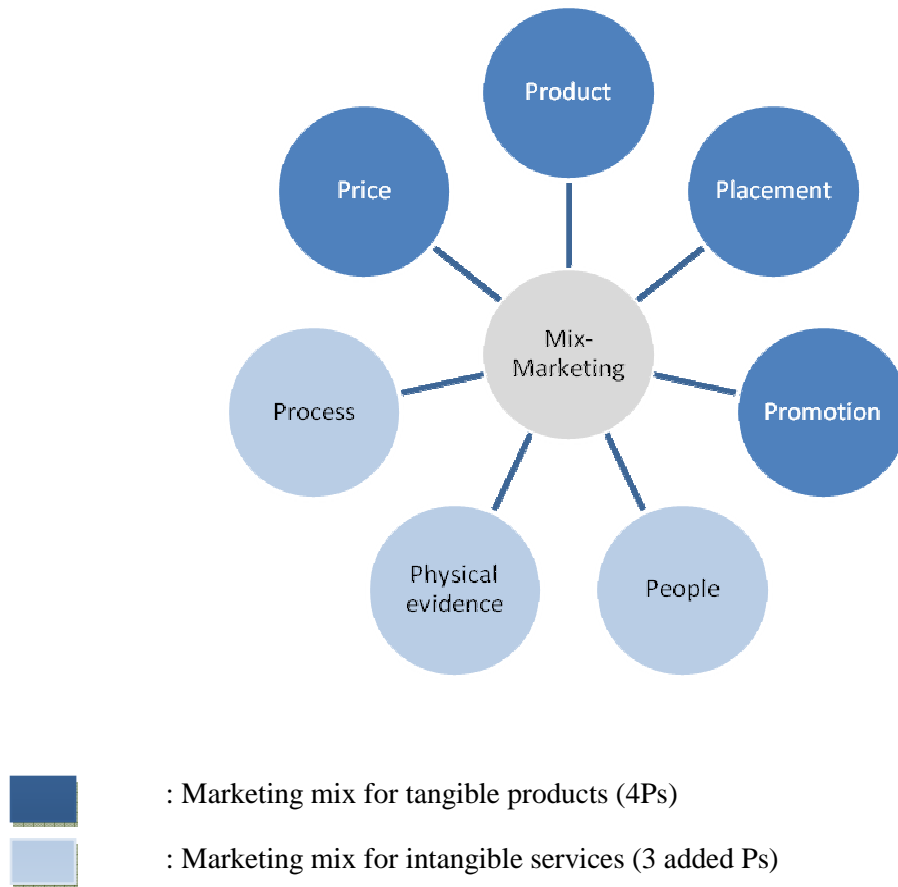 Product
Price
Placement
Mix-
Marketing
Process
Promotion
Physical
evidence
People
: Marketing mix for tangible products (4Ps)
: Marketing mix for intangible services (3 added Ps)